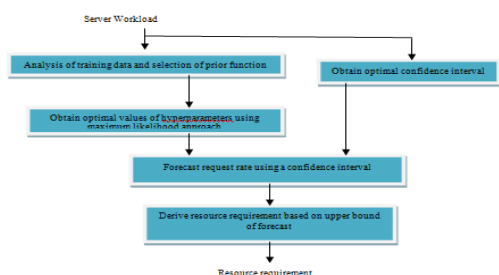 Server Workload
Analysis of training data and selection of prior function
Obtain optimal confidence interval
Obtain optimal values of hyperparameters using
maximum likelihood approach
Forecast request rate using a confidence interval
Derive resource requirement based on upper bound
of forecast
Resource requirement